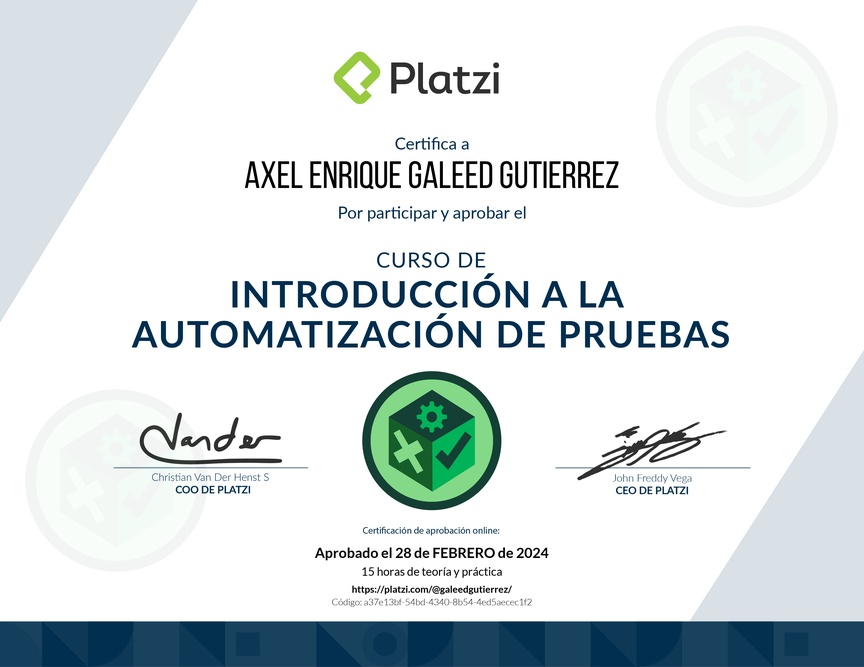 Platzi
Certifica a
AXEL ENRIQUE GALEED GUTIERREZ
Por participar y aprobar el
CURSO DE
INTRODUCCIÓN A LA
AUTOMATIZACIÓN DE PRUEBAS
Vander
Christian Van Der Henst S
COO DE PLATZI
John Freddy Vega
CEO DE PLATZI
Certificación de aprobación online:
Aprobado el 28 de FEBRERO de 2024
15 horas de teoría y práctica
https://platzi.com/@galeedgutierrez/
Código: a37e13bf-54bd-4340-8b54-4ed5aecec1f2